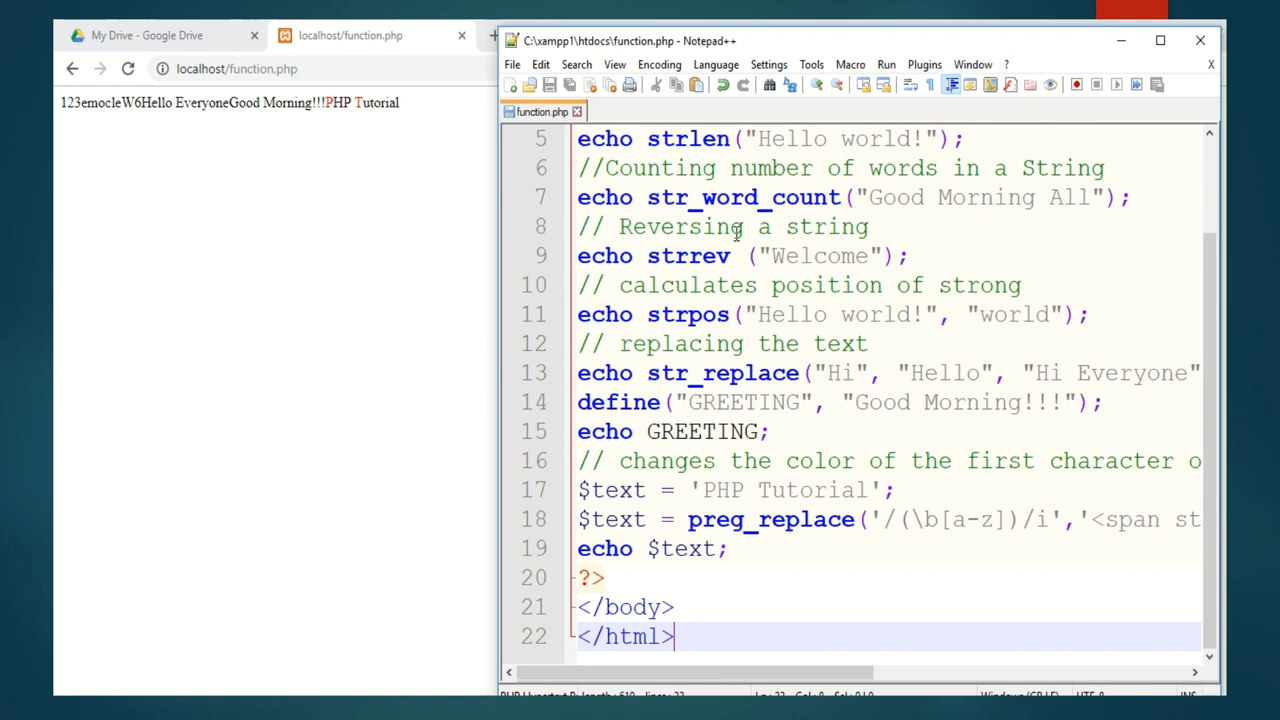 My Drive - Google Drive
localhost/function.php
localhost/function.php
123emocleW6Hello EveryoneGood Morning!!!PHP Tutorial
C:\xampp1\htdocs\function.php - Notepad++
File Edit Search View Encoding Language Settings Tools Macro Run Plugins Window ? X
function.php
5 echo strlen("Hello world!");
6 //Counting number of words in a String
7 echo str_word_count("Good Morning All");
8 // Reversing a string
9 echo strrev ("Welcome");
10 // calculates position of strong
11 echo strpos("Hello world!", "world");
12 // replacing the text
13 echo str_replace("Hi", "Hello", "Hi Everyone"
14 define("GREETING", "Good Morning!!!");
15 echo GREETING;
16 // changes the color of the first character o
17 $text = 'PHP Tutorial';
18 $text = preg_replace('/(\b[a-z])/i','<span st
19 echo $text;
20 ?>
21 </body>
22 </html>